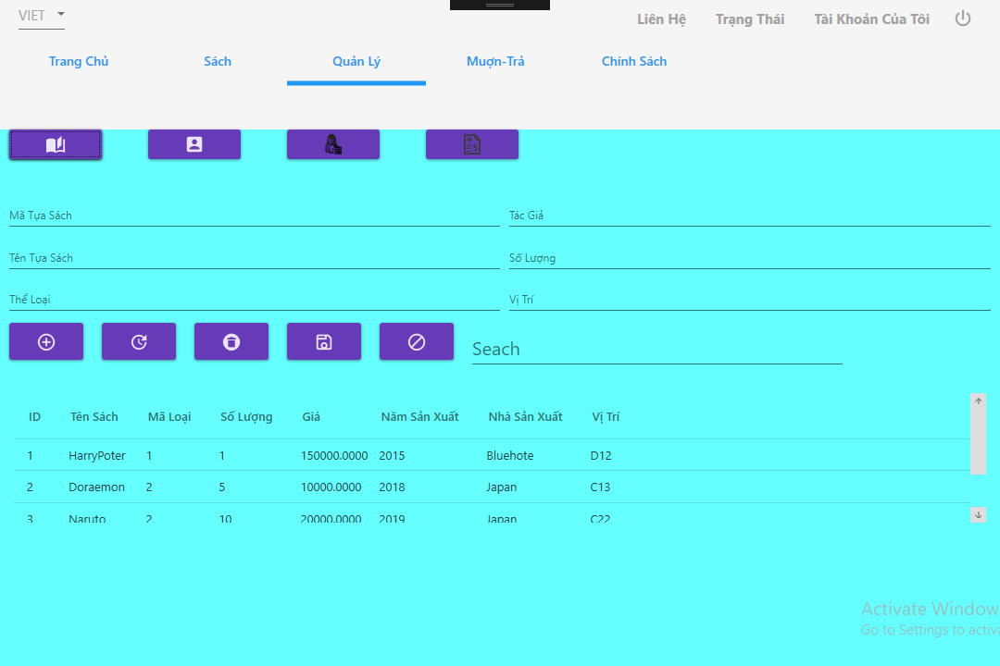 VIET
Liên Hệ Trạng Thái Tài Khoản Của Tôi
Trang Chủ Sách Quản Lý Muợn-Trả Chính Sách
Mã Tựa Sách Tác Giả
Tên Tựa Sách Số Lượng
Thể Loại Vị Trí
Seach
ID Tên Sách Mã Loại Số Lượng Giá Năm Sản Xuất Nhà Sản Xuất Vị Trí
1 HarryPoter 1 1 150000.0000 2015 Bluehote D12
2 Doraemon 2 5 10000.0000 2018 Japan C13
3 Naruto 2 10 20000.0000 2019 Japan C22
Activate Window
Go to Settings to activa